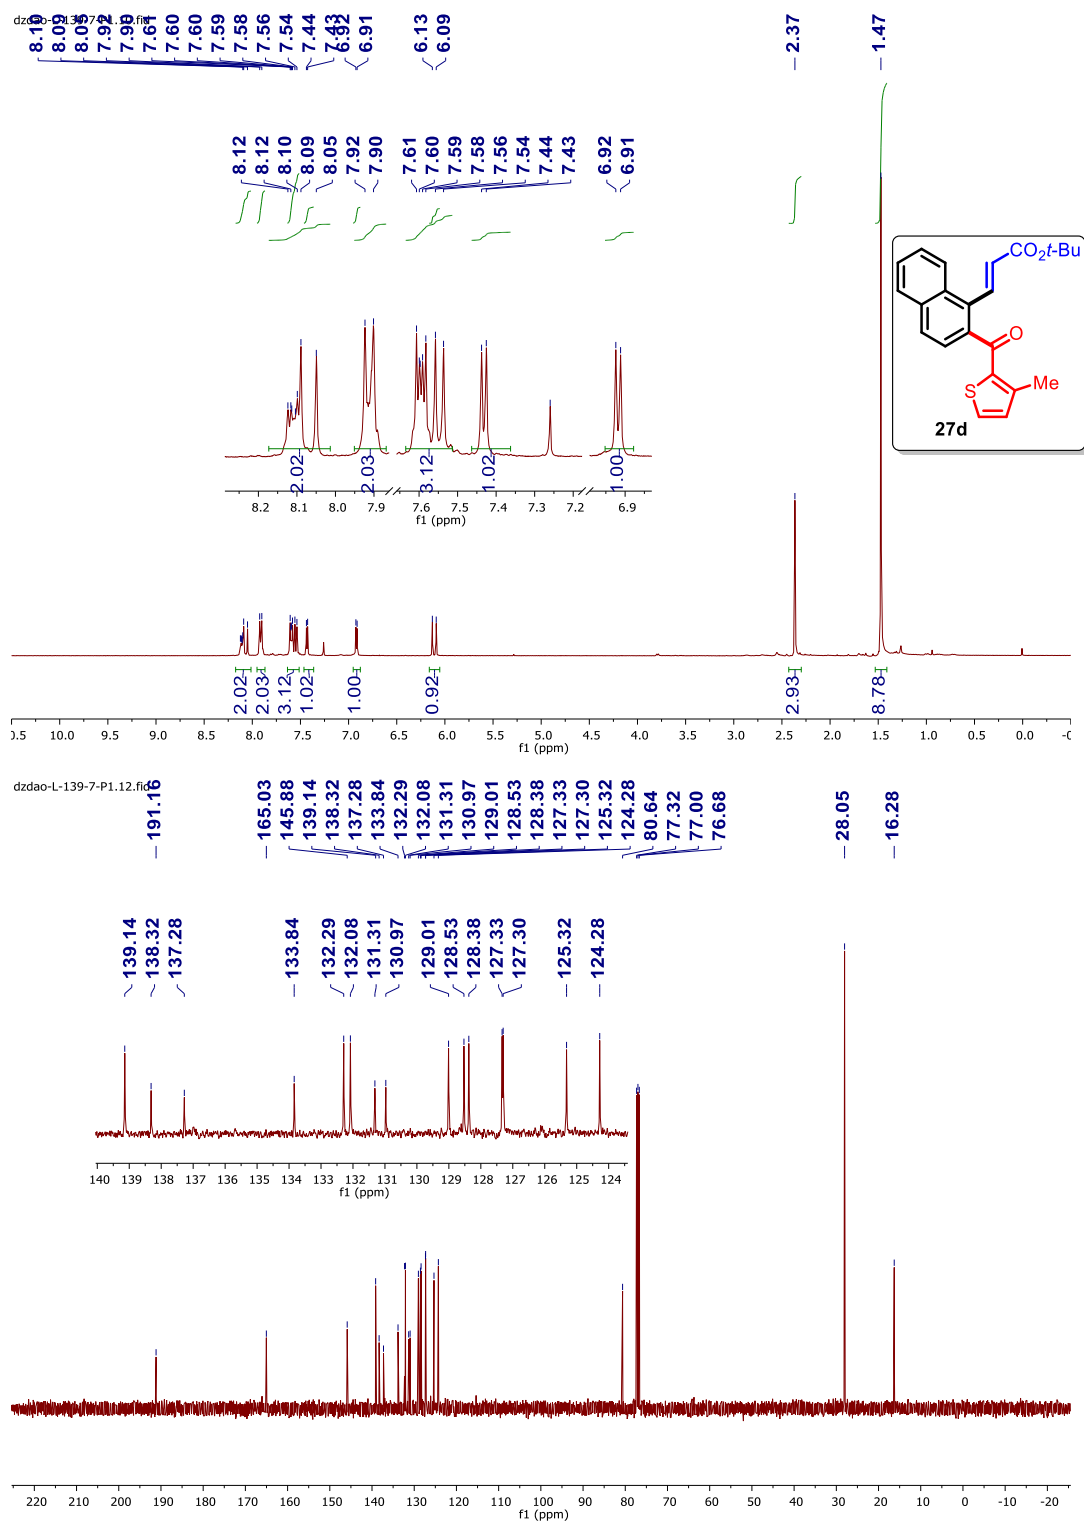 8.10 8.09 8.05 7.92 7.90 7.61 7.60 7.60 7.59 7.58 7.56 7.54 7.44 7.43 6.92 6.91 6.13 6.09 2.37 1.47
8.12 8.12 8.10 8.09 8.05 7.92 7.90 7.61 7.60 7.59 7.58 7.56 7.54 7.44 7.43 6.92 6.91
CO2t-Bu
O
Me
S
27d
2.02 2.03 3.12 1.02 1.00
8.2 8.1 8.0 7.9 7.6 7.5 7.4 7.3 7.2 6.9
f1 (ppm)
2.02 2.03 3.12 1.02 1.00 0.92 2.93 8.78
10.0 9.5 9.0 8.5 8.0 7.5 7.0 6.5 6.0 5.5 5.0 4.5 4.0 3.5 3.0 2.5 2.0 1.5 1.0 0.5 0.0
f1 (ppm)
dzdao-L-139-7-P1.12.fid
191.16 165.03 145.88 139.14 138.32 137.28 133.84 132.29 132.08 131.31 130.97 129.01 128.53 128.38 127.33 127.30 125.32 124.28 80.64 77.32 77.00 76.68 28.05 16.28
139.14 138.32 137.28 133.84 132.29 132.08 131.31 130.97 129.01 128.53 128.38 127.33 127.30 125.32 124.28
140 139 138 137 136 135 134 133 132 131 130 129 128 127 126 125 124
f1 (ppm)
220 210 200 190 180 170 160 150 140 130 120 110 100 90 80 70 60 50 40 30 20 10 0 -10 -20
f1 (ppm)